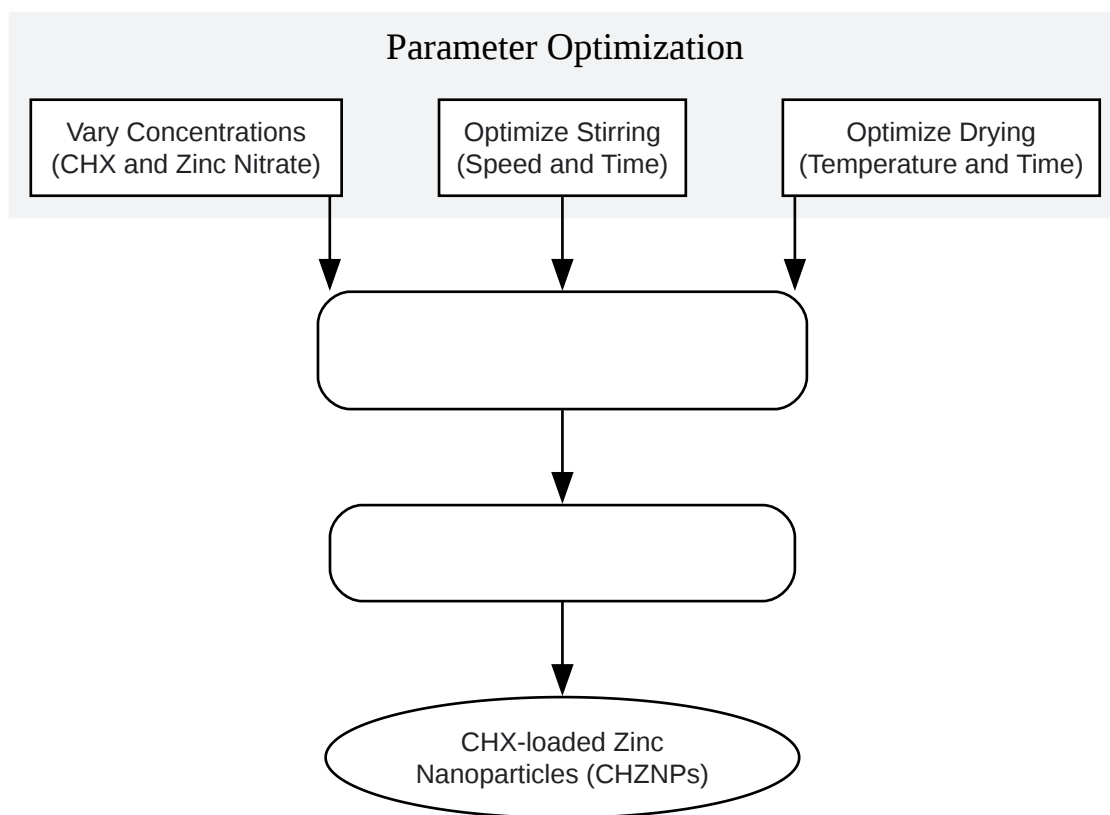 Parameter Optimization
Vary Concentrations
(CHX and Zinc Nitrate)
Optimize Stirring
(Speed and Time)
Optimize Drying
(Temperature and Time)
CHX-loaded Zinc
Nanoparticles (CHZNPs)